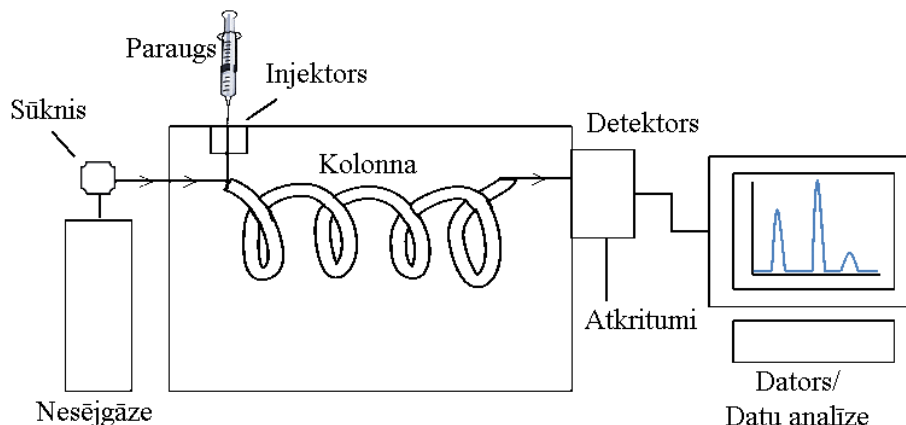 Paraugs
Injektors
Sūknis
Kolonna
Detektors
Atkritumi
Nesējgāze
Dators/
Datu analīze